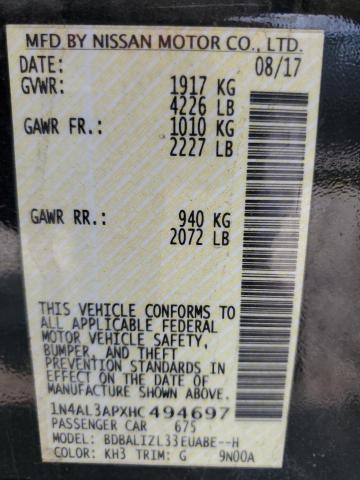 MFD BY NISSAN MOTOR CO., LTD.
DATE: 08/17
GVWR: 1917 KG
4226 LB
GAWR FR.: 1010 KG
2227 LB
GAWR RR.: 940 KG
2072 LB
THIS VEHICLE CONFORMS TO
ALL APPLICABLE FEDERAL
MOTOR VEHICLE SAFETY,
BUMPER, AND THEFT
PREVENTION STANDARDS IN
EFFECT ON THE DATE OF
MANUFACTURE SHOWN ABOVE.
1N4AL3APXHC494697
PASSENGER CAR 675
MODEL: BDBALIZL33EUABE--H
COLOR: KH3 TRIM: G 9N00A